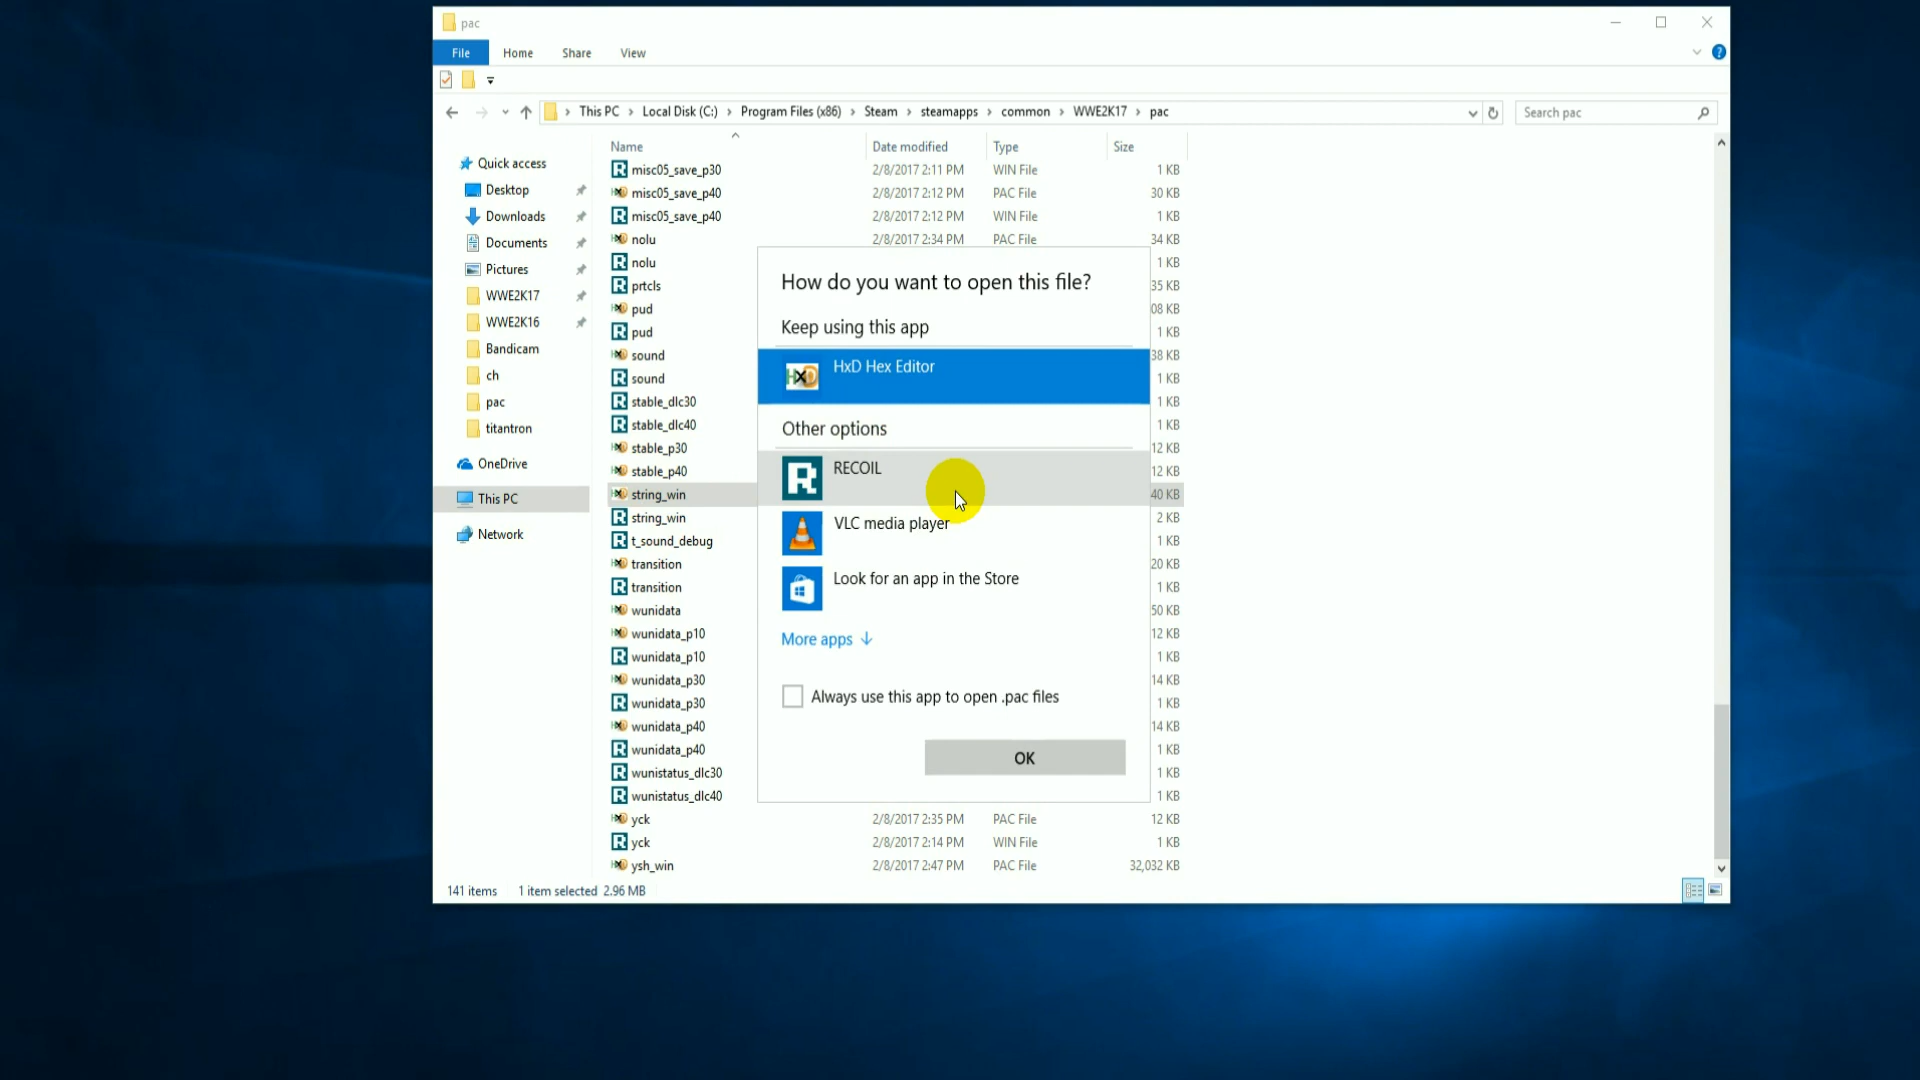 pac
File Home Share View
This PC Local Disk (C:) Program Files (x86) Steam steamapps common WWE2K17 pac Search pac
Name Date modified Type Size
Quick access
Desktop
Downloads
Documents
Pictures
WWE2K17
WWE2K16
Bandicam
ch
pac
titantron
OneDrive
This PC
Network
misc05_save_p30 2/8/2017 2:11 PM WIN File 1 KB
misc05_save_p40 2/8/2017 2:12 PM PAC File 30 KB
misc05_save_p40 2/8/2017 2:12 PM WIN File 1 KB
nolu 2/8/2017 2:34 PM PAC File 34 KB
nolu 1 KB
prtcls 35 KB
pud 08 KB
pud 1 KB
sound 38 KB
sound 1 KB
stable_dlc30 1 KB
stable_dlc40 1 KB
stable_p30 12 KB
stable_p40 12 KB
string_win 40 KB
string_win 2 KB
t_sound_debug 1 KB
transition 20 KB
transition 1 KB
wunidata 50 KB
wunidata_p10 12 KB
wunidata_p10 1 KB
wunidata_p30 14 KB
wunidata_p30 1 KB
wunidata_p40 14 KB
wunidata_p40 1 KB
wunistatus_dlc30 1 KB
wunistatus_dlc40 1 KB
yck 2/8/2017 2:35 PM PAC File 12 KB
yck 2/8/2017 2:14 PM WIN File 1 KB
ysh_win 2/8/2017 2:47 PM PAC File 32,032 KB
How do you want to open this file?
Keep using this app
HxD Hex Editor
Other options
RECOIL
VLC media player
Look for an app in the Store
More apps
Always use this app to open .pac files
OK
141 items 1 item selected 2.96 MB